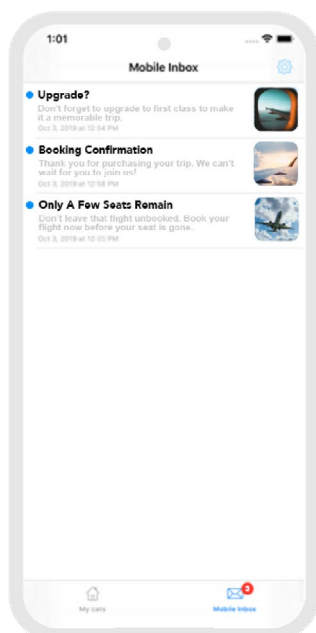 1:01
Mobile Inbox
Upgrade?
Don't forget to upgrade to first class to make
it a memorable trip.
Oct 3, 2019 at 12:54 PM
Booking Confirmation
Thank you for purchasing your trip. We can't
wait for you to join us!
Oct 3, 2019 at 12:58 PM
Only A Few Seats Remain
Don't leave that flight unbooked. Book your
flight now before your seat is gone.
Oct 3, 2019 at PM
3
My cats
Mobile Inbox